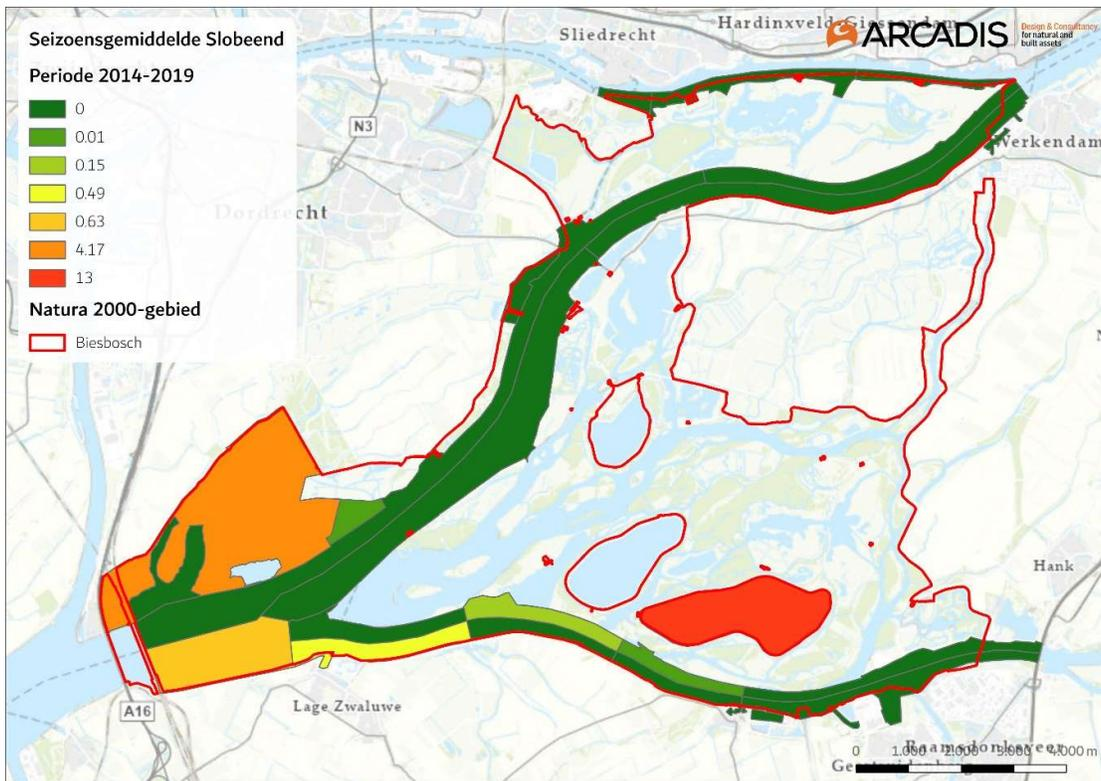 Seizoensgemiddelde Slobeend
Periode 2014-2019
0
0.01
0.15
0.49
0.63
4.17
13
Natura 2000-gebied
Biesbosch
Hardinxveld-Giessendam
Sliedrecht
ARCADIS
Design & Consultancy
for natural and
built assets
N3
Werkendam
Dordrecht
Hank
A16
Lage Zwaluwe
Raamsdonksveer
0 1.000 2.000 3.000 4.000 m